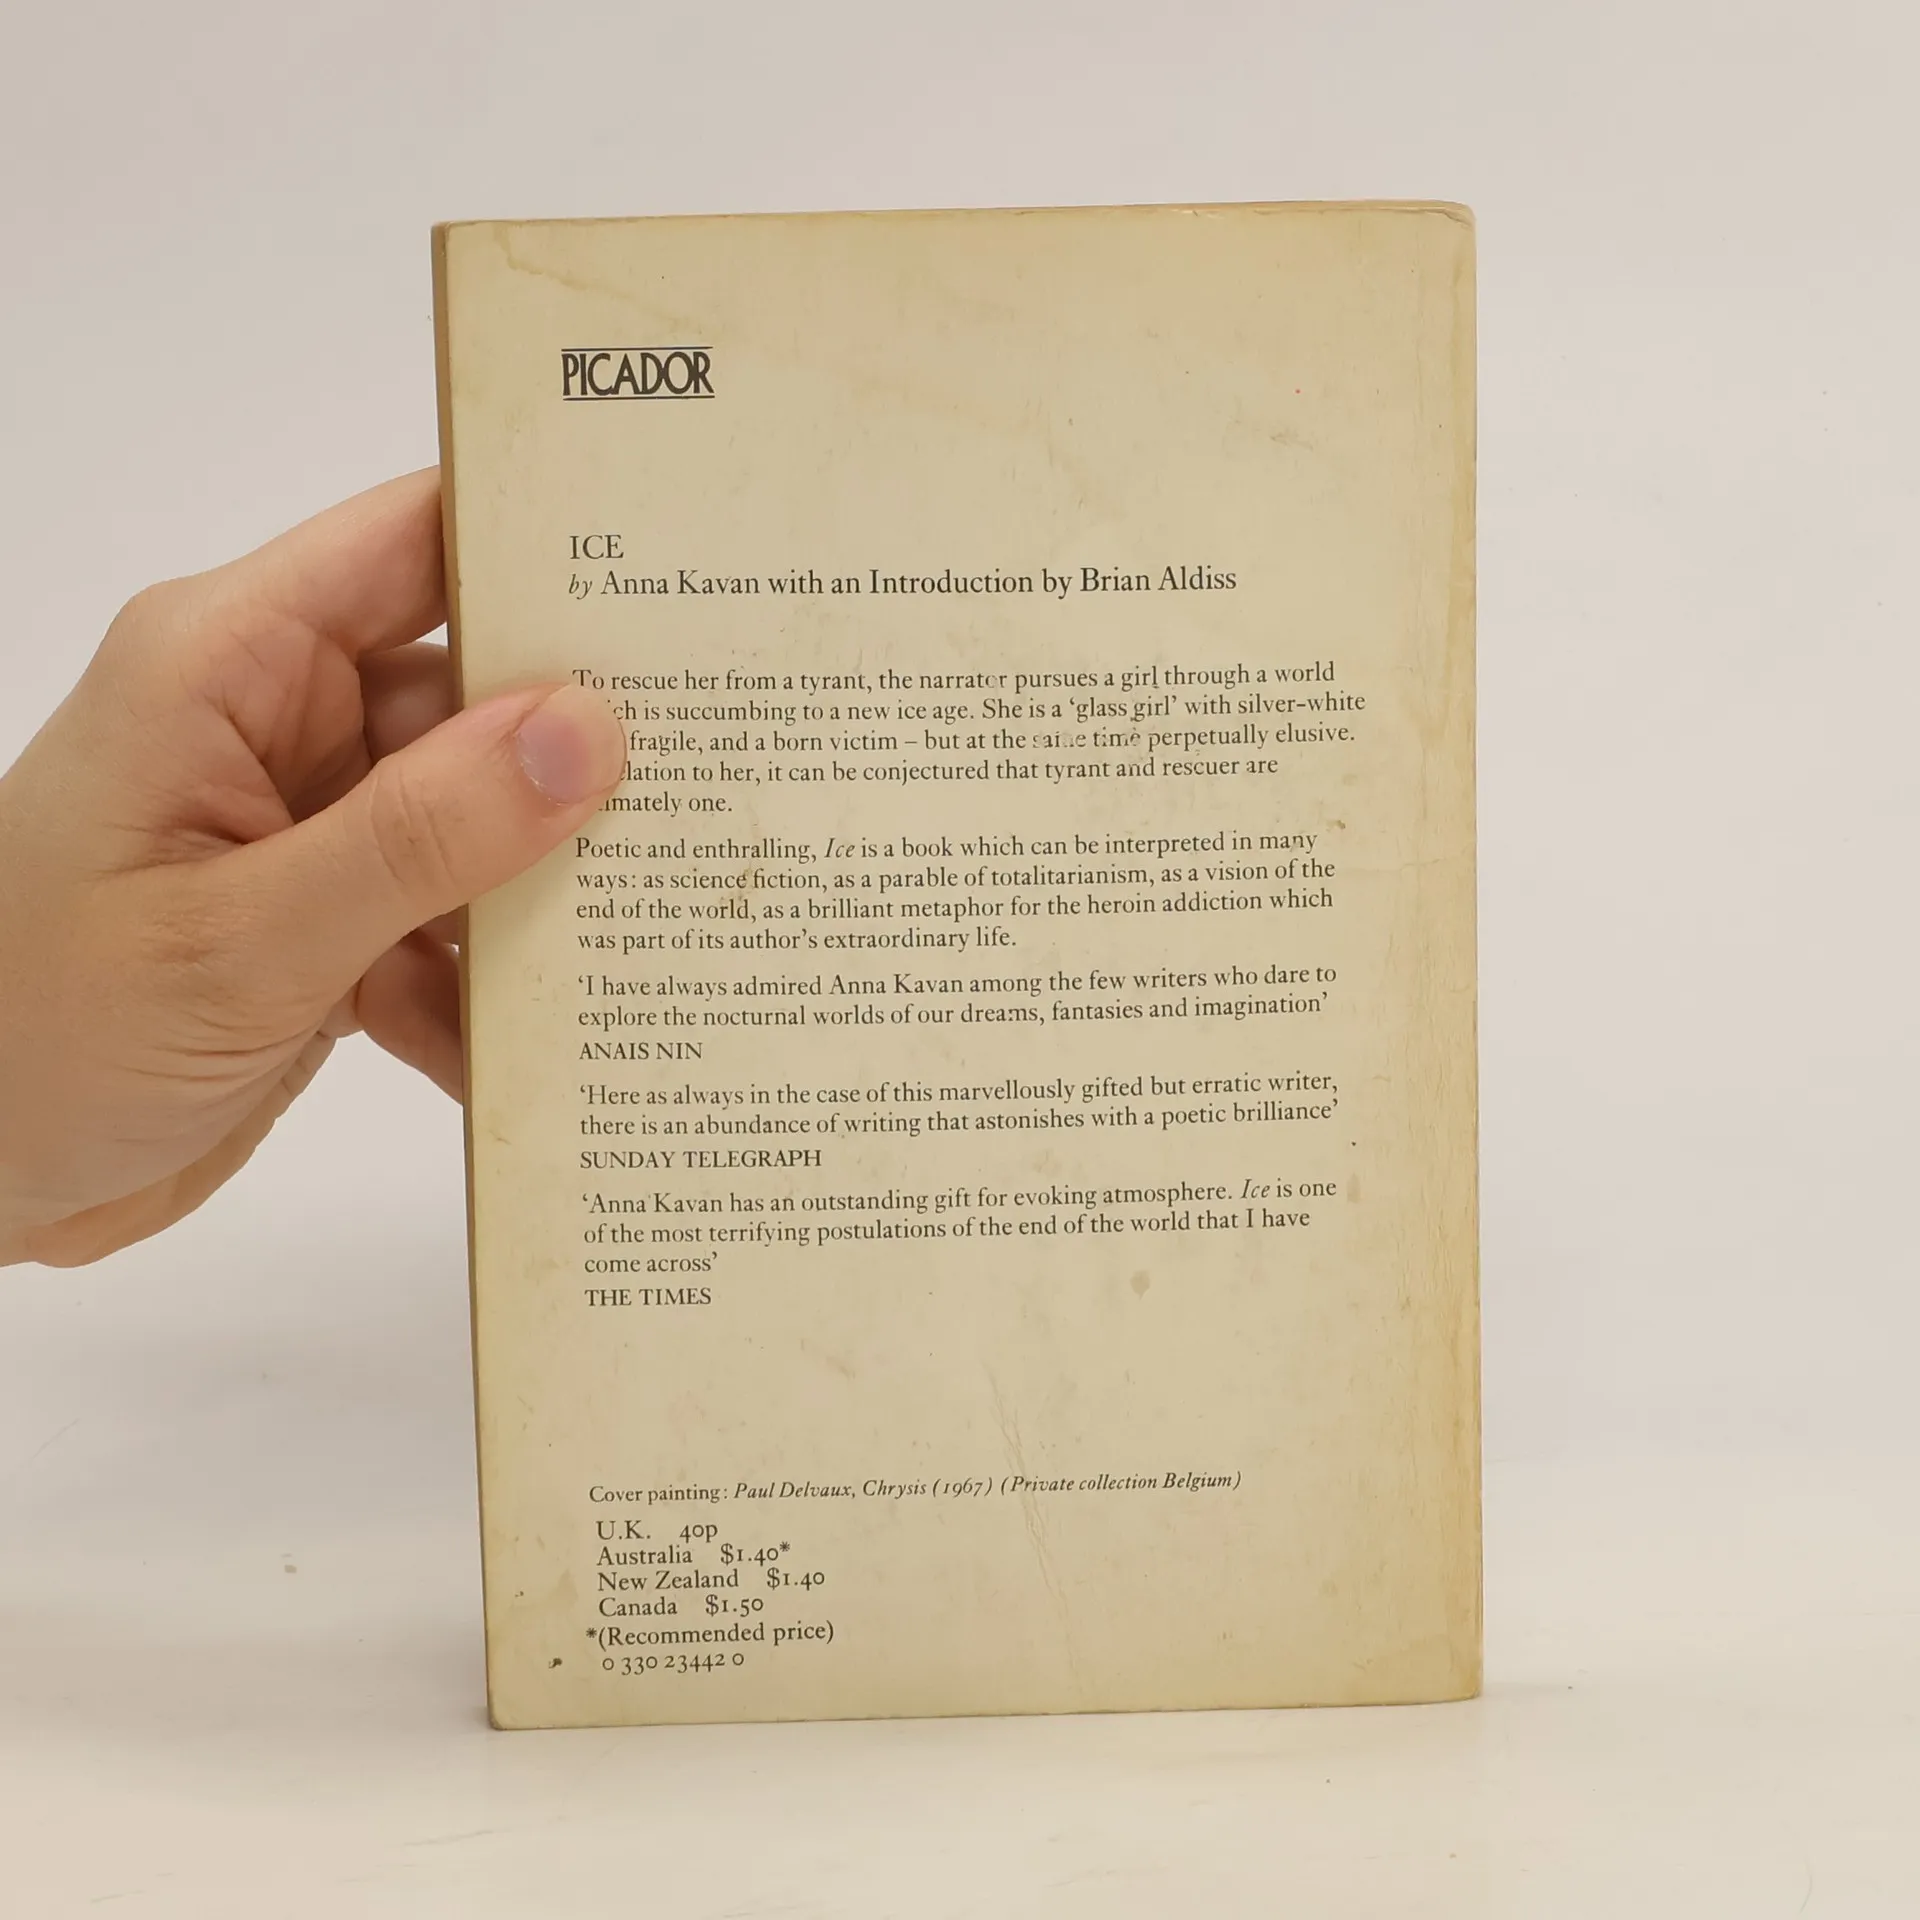 PICADOR
ICE
by Anna Kavan with an Introduction by Brian Aldiss
To rescue her from a tyrant, the narrator pursues a girl through a world
is succumbing to a new ice age. She is a ‘glass girl’ with silver-white
fragile, and a born victim – but at the same time perpetually elusive.
to her, it can be conjectured that tyrant and rescuer are
one.
Poetic and enthralling, Ice is a book which can be interpreted in many
ways: as science fiction, as a parable of totalitarianism, as a vision of the
end of the world, as a brilliant metaphor for the heroin addiction which
was part of its author’s extraordinary life.
‘I have always admired Anna Kavan among the few writers who dare to
explore the nocturnal worlds of our dreams, fantasies and imagination’
ANAIS NIN
‘Here as always in the case of this marvellously gifted but erratic writer,
there is an abundance of writing that astonishes with a poetic brilliance’
SUNDAY TELEGRAPH
‘Anna Kavan has an outstanding gift for evoking atmosphere. Ice is one
of the most terrifying postulations of the end of the world that I have
come across’
THE TIMES
Cover painting: Paul Delvaux, Chrysis (1967) (Private collection Belgium)
U.K. 40p
Australia $1.40*
New Zealand $1.40
Canada $1.50
*(Recommended price)
0 330 23442 0